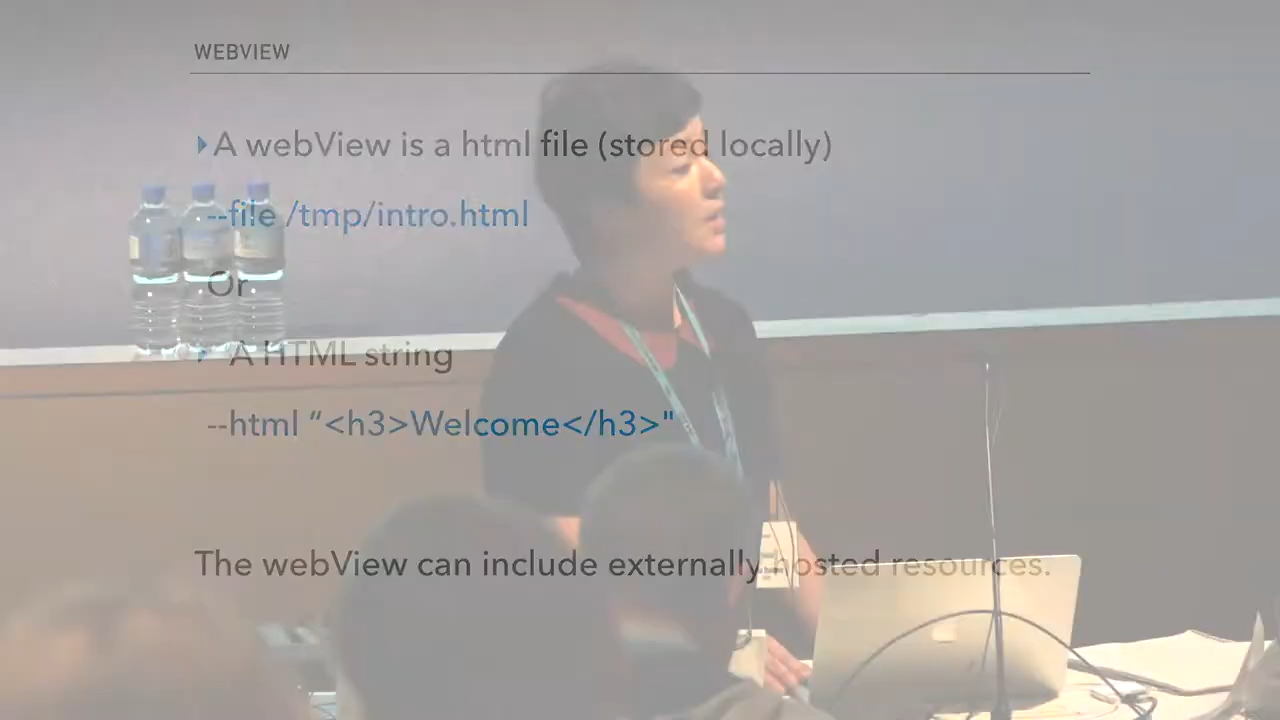 WEBVIEW
A webView is a html file (stored locally)
--file /tmp/intro.html
Or
A HTML string
--html “<h3>Welcome</h3>"
The webView can include externally hosted resources.